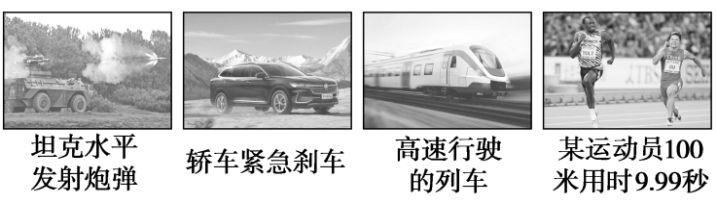 坦克水平
发射炮弹
轿车紧急刹车
高速行驶
的列车
某运动员100
米用时9.99秒